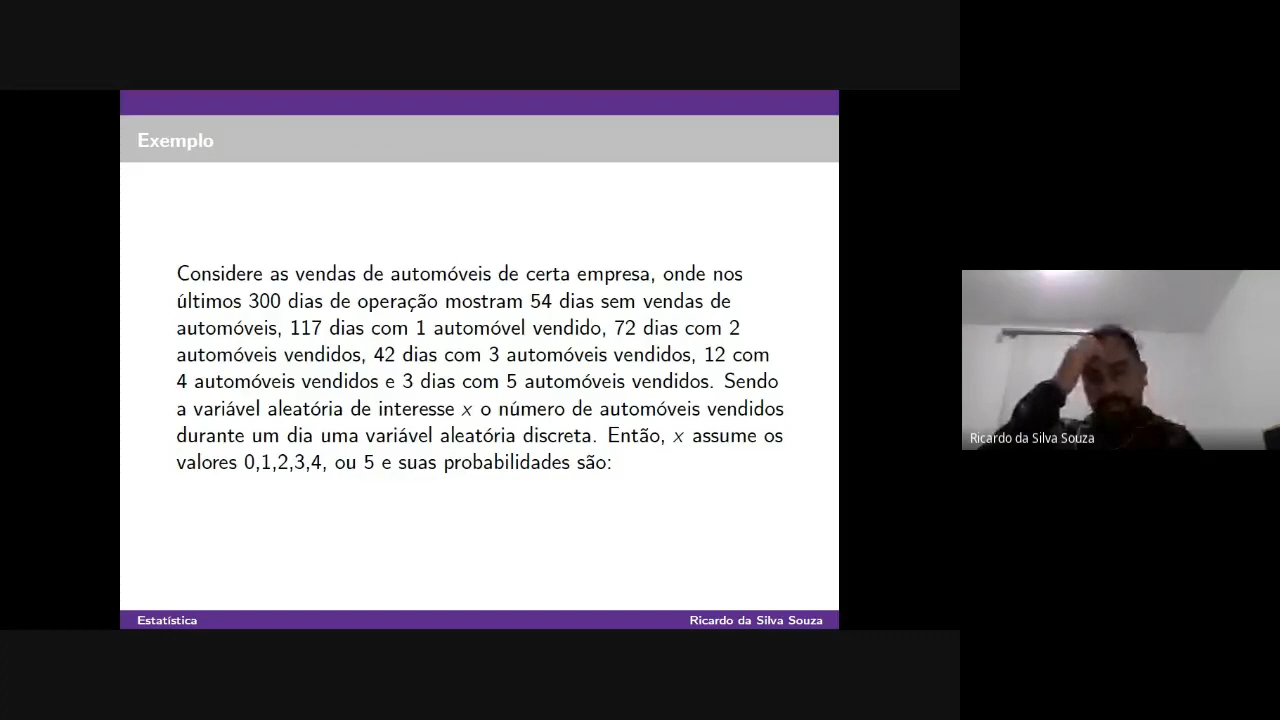 Exemplo
Considere as vendas de automóveis de certa empresa, onde nos
últimos 300 dias de operação mostram 54 dias sem vendas de
automóveis, 117 dias com 1 automóvel vendido, 72 dias com 2
automóveis vendidos, 42 dias com 3 automóveis vendidos, 12 com
4 automóveis vendidos e 3 dias com 5 automóveis vendidos. Sendo
a variável aleatória de interesse x o número de automóveis vendidos
durante um dia uma variável aleatória discreta. Então, x assume os
valores 0,1,2,3,4, ou 5 e suas probabilidades são:
Estatística
Ricardo da Silva Souza
Ricardo da Silva Souza